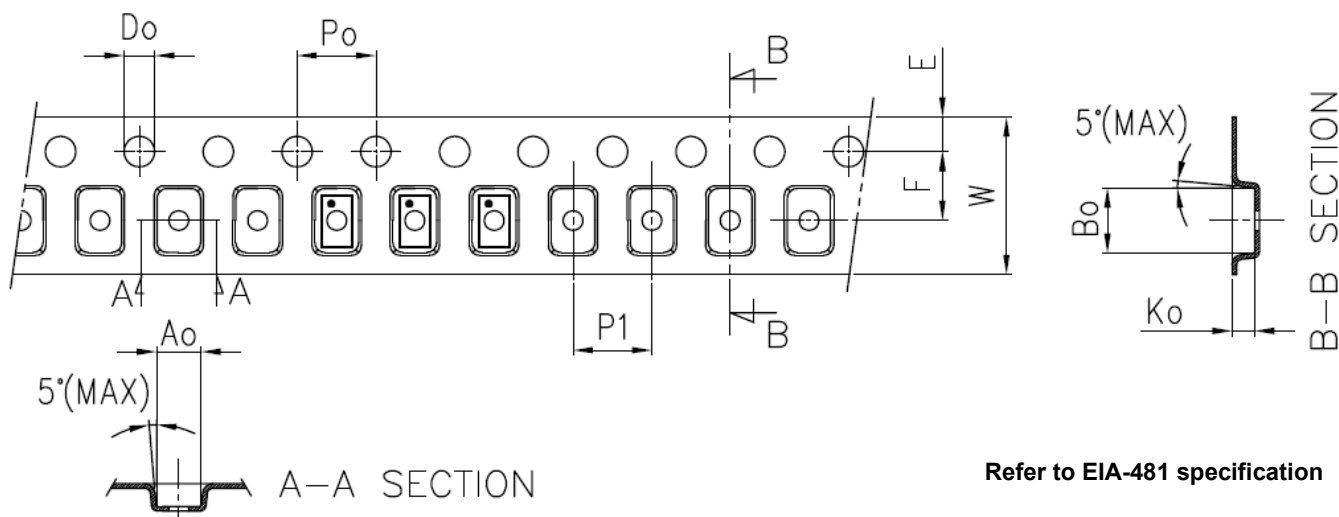 Do
Po
B
E
F
W
A
A
Ao
5°(MAX)
A-A SECTION
P1
B
5°(MAX)
Bo
Ko
B-B SECTION
Refer to EIA-481 specification